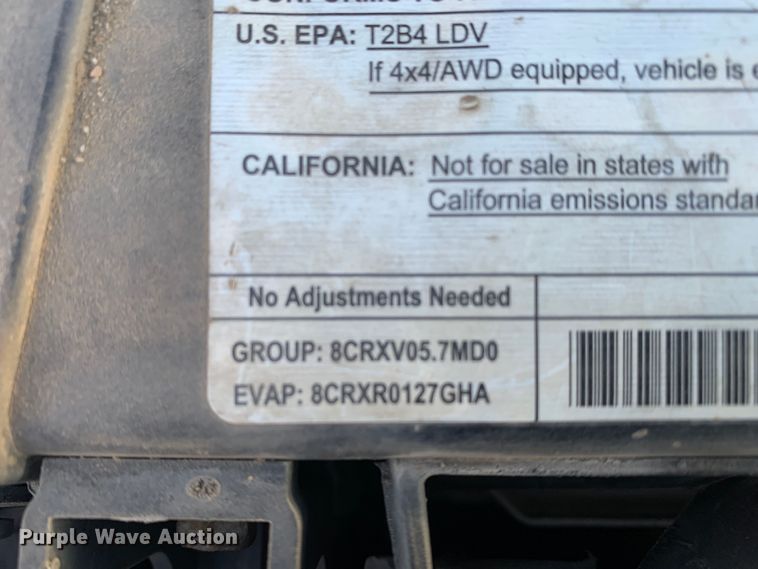 U.S. EPA: T2B4 LDV
If 4x4/AWD equipped, vehicle is
CALIFORNIA: Not for sale in states with
California emissions
No Adjustments Needed
GROUP: 8CRXV05.7MD0
EVAP: 8CRXR0127GHA
Purple Wave Auction